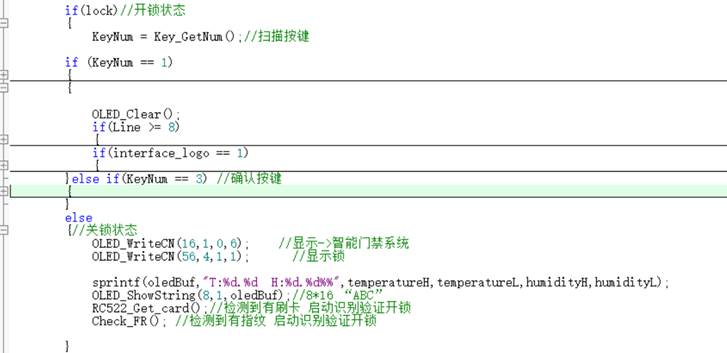 if(lock)//开锁状态
{
KeyNum = Key_GetNum();//扫描按键
if (KeyNum == 1)
{
{
OLED_Clear();
if(Line >= 8)
{
if(interface_logo == 1)
{
}else if(KeyNum == 3) //确认按键
{
}
else
{//关锁状态
OLED_WriteCN(16,1,0,6);    //显示->智能门禁系统
OLED_WriteCN(56,4,1,1);      //显示锁
sprintf(oledBuf,"T:%d.%d  H:%d.%d%%",temperatureH,temperatureL,humidityH,humidityL);
OLED_ShowString(8,1,oledBuf);//8*16 “ABC”
RC522_Get_card();//检测到有刷卡 启动识别验证开锁
Check_FR(); //检测到有指纹 启动识别验证开锁
}